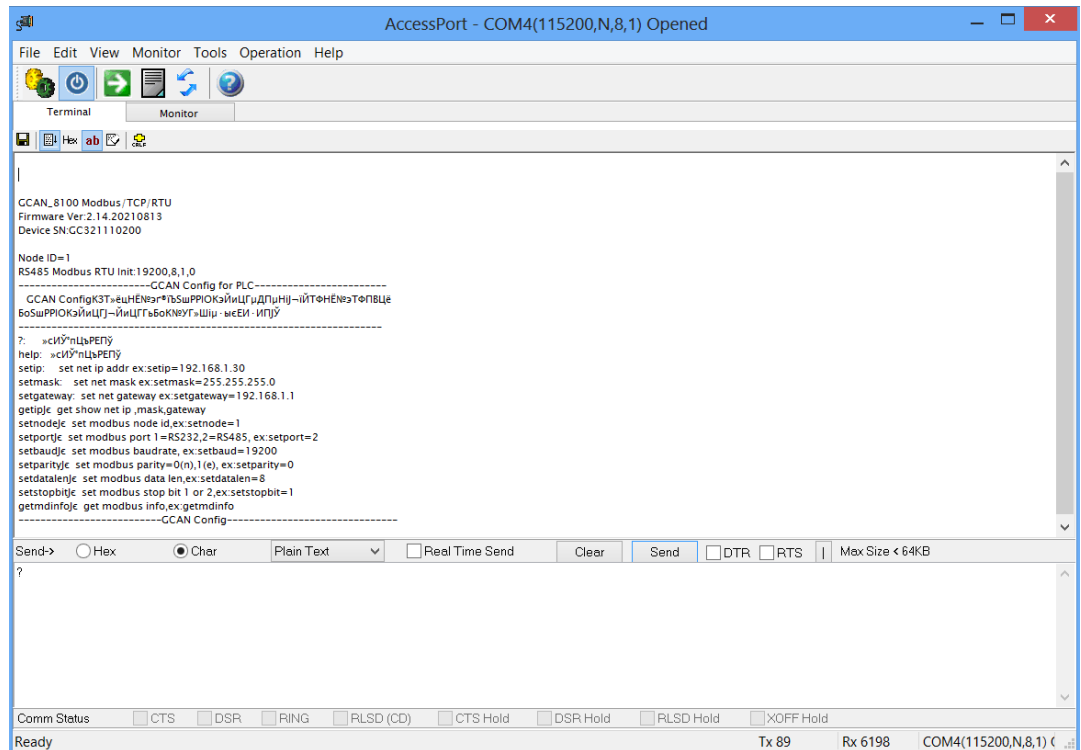 AccessPort - COM4(115200,N,8,1) Opened
File Edit View Monitor Tools Operation Help
Terminal Monitor
Hex ab
GCAN_8100 Modbus/TCP/RTU
Firmware Ver:2.14.20210813
Device SN:GC321110200
Node ID=1
RS485 Modbus RTU Init:19200,8,1,0
------------------------GCAN Config for PLC------------------------
GCAN Config
------------------------------------------------------------------
?:
help:
setip: set net ip addr ex:setip=192.168.1.30
setmask: set net mask ex:setmask=255.255.255.0
setgateway: set net gateway ex:setgateway=192.168.1.1
getipJє get show net ip ,mask,gateway
setnodeJє set modbus node id,ex:setnode=1
setportJє set modbus port 1=RS232,2=RS485, ex:setport=2
setbaudJє set modbus baudrate, ex:setbaud=19200
setparityJє set modbus parity=0(n),1(e), ex:setparity=0
setdatalenJє set modbus data len,ex:setdatalen=8
setstopbitJє set modbus stop bit 1 or 2,ex:setstopbit=1
getmdinfoJє get modbus info,ex:getmdinfo
--------------------------GCAN Config-------------------------------
Send-> Hex Char Plain Text Real Time Send Clear Send DTR RTS | Max Size < 64KB
?
Comm Status CTS DSR RING RLSD (CD) CTS Hold DSR Hold RLSD Hold XOFF Hold
Ready Tx 89 Rx 6198 COM4(115200,N,8,1) (